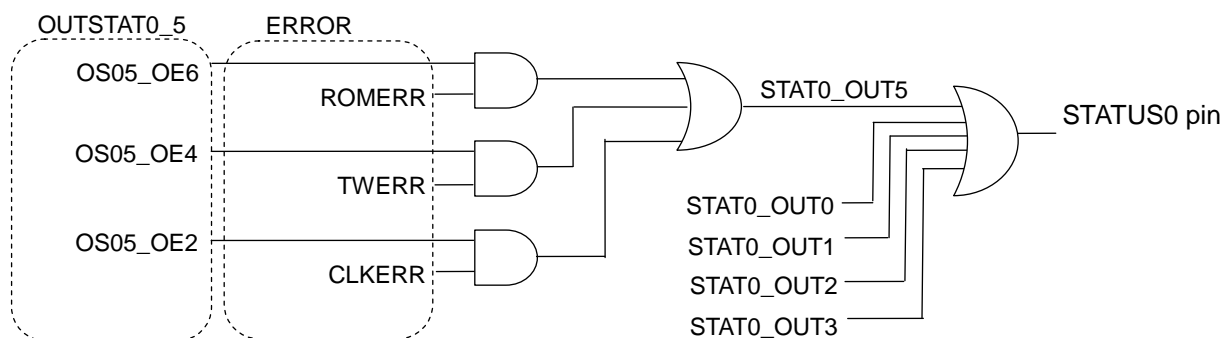 OUTSTAT0_5
ERROR
OS05_OE6
ROMERR
STAT0_OUT5
STATUS0 pin
OS05_OE4
TWERR
STAT0_OUT0
OS05_OE2
STAT0_OUT1
CLKERR
STAT0_OUT2
STAT0_OUT3